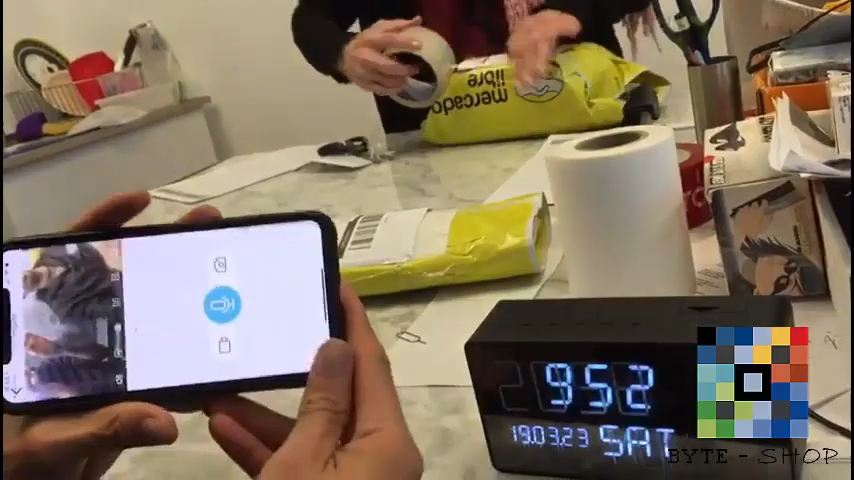 mercado
libre
952
19.03.23 SAT
BYTE - SHOP